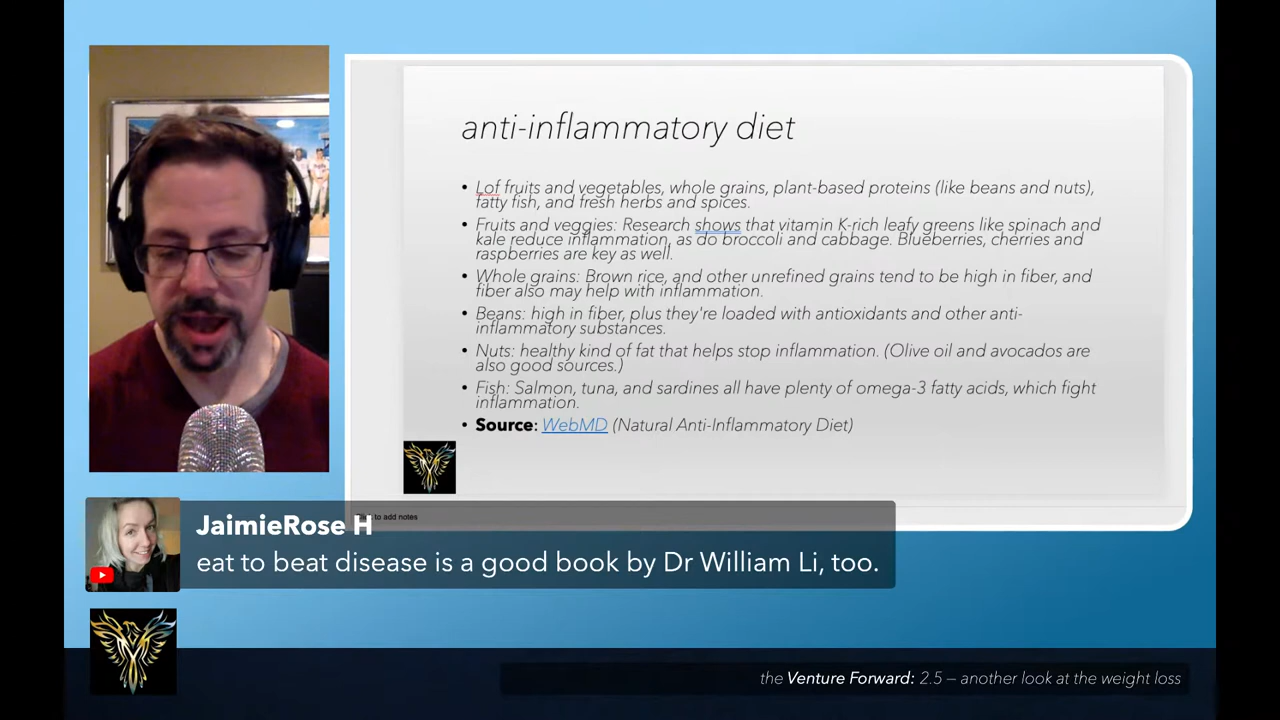 anti-inflammatory diet
• Lof fruits and vegetables, whole grains, plant-based proteins (like beans and nuts),
fatty fish, and fresh herbs and spices.
• Fruits and veggies: Research shows that vitamin K-rich leafy greens like spinach and
kale reduce inflammation, as do broccoli and cabbage. Blueberries, cherries and
raspberries are key as well.
• Whole grains: Brown rice, and other unrefined grains tend to be high in fiber, and
fiber also may help with inflammation.
• Beans: high in fiber, plus they're loaded with antioxidants and other anti-
inflammatory substances.
• Nuts: healthy kind of fat that helps stop inflammation. (Olive oil and avocados are
also good sources.)
• Fish: Salmon, tuna, and sardines all have plenty of omega-3 fatty acids, which fight
inflammation.
• Source: WebMD (Natural Anti-Inflammatory Diet)
to add notes
JaimieRose H
eat to beat disease is a good book by Dr William Li, too.
the Venture Forward: 2.5 – another look at the weight loss